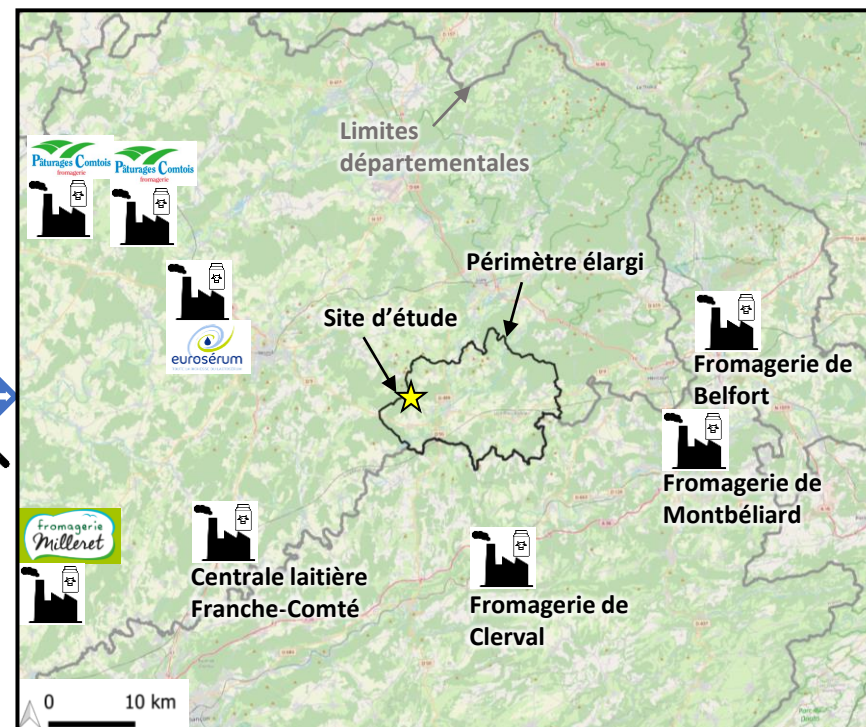 Limites
départementales
Pâturages Comtois
fromagerie
Pâturages Comtois
fromagerie
Périmètre élargi
Site d'étude
eurosérum
Fromagerie de
Belfort
Fromagerie de
Montbéliard
fromagerie
Milleret
Centrale laitière
Franche-Comté
Fromagerie de
Clerval
0 10 km